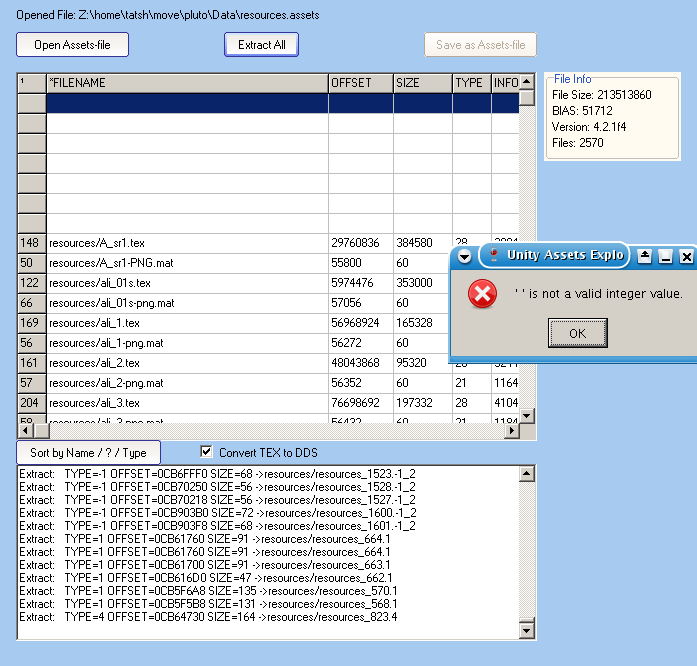 Opened File: Z:\home\tatsh\move\pluto\Data\resources.assets
Open Assets-file Extract All Save as Assets-file
File Info
File Size: 213513860
BIAS: 51712
Version: 4.2.1f4
Files: 2570
*FILENAME OFFSET SIZE TYPE INFO
148 resources/A_sr1.tex 29760836 384580 28
50 resources/A_sr1-PNG.mat 55800 60
122 resources/ali_01s.tex 5974476 353000
66 resources/ali_01s-png.mat 57056 60
169 resources/ali_1.tex 56968924 165328
56 resources/ali_1-png.mat 56272 60
161 resources/ali_2.tex 48043868 95320
57 resources/ali_2-png.mat 56352 60 21 1164
204 resources/ali_3.tex 76698692 197332 28 4104
58 resources/ali_3-png.mat 56432 60 21 1184
Unity Assets Explo
' ' is not a valid integer value.
OK
Sort by Name / ? / Type Convert TEX to DDS
Extract: TYPE=-1 OFFSET=0CB6FFF0 SIZE=68 ->resources/resources_1523.-1_2
Extract: TYPE=-1 OFFSET=0CB70250 SIZE=56 ->resources/resources_1528.-1_2
Extract: TYPE=-1 OFFSET=0CB70218 SIZE=56 ->resources/resources_1527.-1_2
Extract: TYPE=-1 OFFSET=0CB903B0 SIZE=72 ->resources/resources_1600.-1_2
Extract: TYPE=-1 OFFSET=0CB903F8 SIZE=68 ->resources/resources_1601.-1_2
Extract: TYPE=1 OFFSET=0CB61760 SIZE=91 ->resources/resources_664.1
Extract: TYPE=1 OFFSET=0CB61760 SIZE=91 ->resources/resources_664.1
Extract: TYPE=1 OFFSET=0CB61700 SIZE=91 ->resources/resources_663.1
Extract: TYPE=1 OFFSET=0CB616D0 SIZE=47 ->resources/resources_662.1
Extract: TYPE=1 OFFSET=0CB5F6A8 SIZE=135 ->resources/resources_570.1
Extract: TYPE=1 OFFSET=0CB5F5B8 SIZE=131 ->resources/resources_568.1
Extract: TYPE=4 OFFSET=0CB64730 SIZE=164 ->resources/resources_823.4